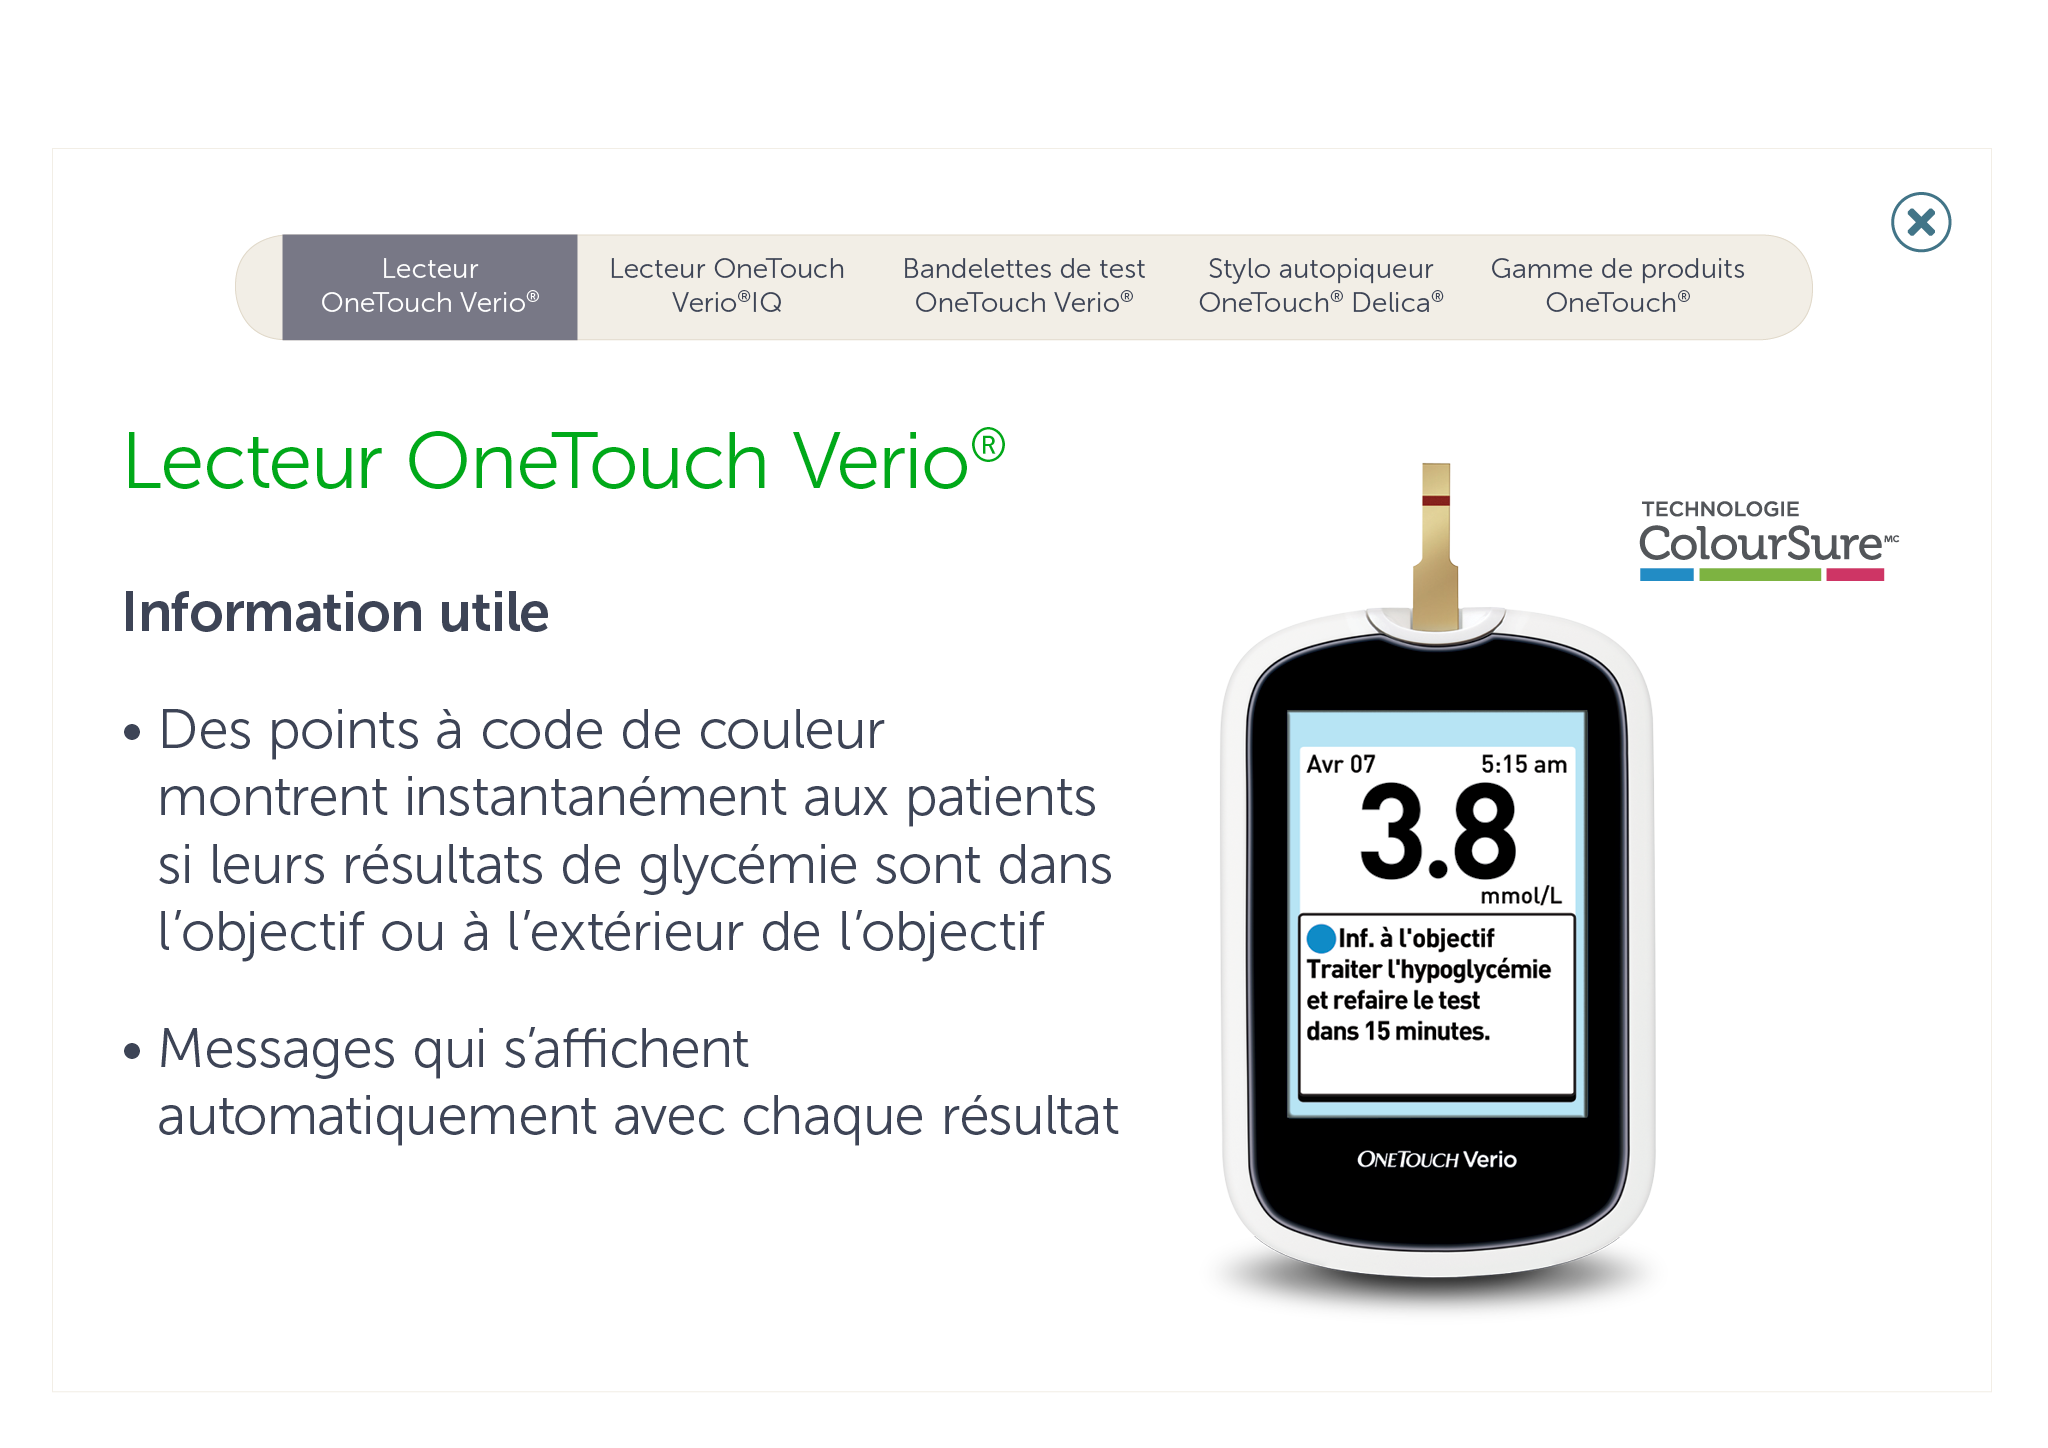 Lecteur
OneTouch Verio®
Lecteur OneTouch
Verio®IQ
Bandelettes de test
OneTouch Verio®
Stylo autopiqueur
OneTouch® Delica®
Gamme de produits
OneTouch®
Lecteur OneTouch Verio®
Information utile
• Des points à code de couleur
montrent instantanément aux patients
si leurs résultats de glycémie sont dans
l’objectif ou à l’extérieur de l’objectif
• Messages qui s’affichent
automatiquement avec chaque résultat
TECHNOLOGIE
ColourSure MC
Avr 07 5:15 am
3.8
mmol/L
Inf. à l'objectif
Traiter l'hypoglycémie
et refaire le test
dans 15 minutes.
ONETOUCH Verio